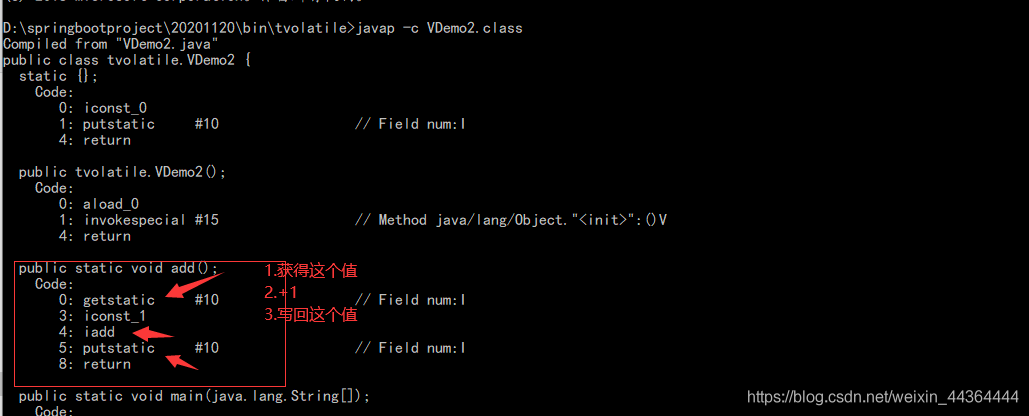 D:\springbootproject\20201120\bin\tvolatile>javap -c VDemo2.class
Compiled from "VDemo2.java"
public class tvolatile.VDemo2 {
static {};
Code:
0: iconst_0
1: putstatic #10 // Field num:I
4: return
public tvolatile.VDemo2();
Code:
0: aload_0
1: invokespecial #15 // Method java/lang/Object."<init>":()V
4: return
public static void add();
1.获得这个值
Code:
2.+1
0: getstatic #10 // Field num:I
3.写回这个值
3: iconst_1
4: iadd
5: putstatic #10 // Field num:I
8: return
public static void main(java.lang.String[]);
Code:
https://blog.csdn.net/weixin_44364444